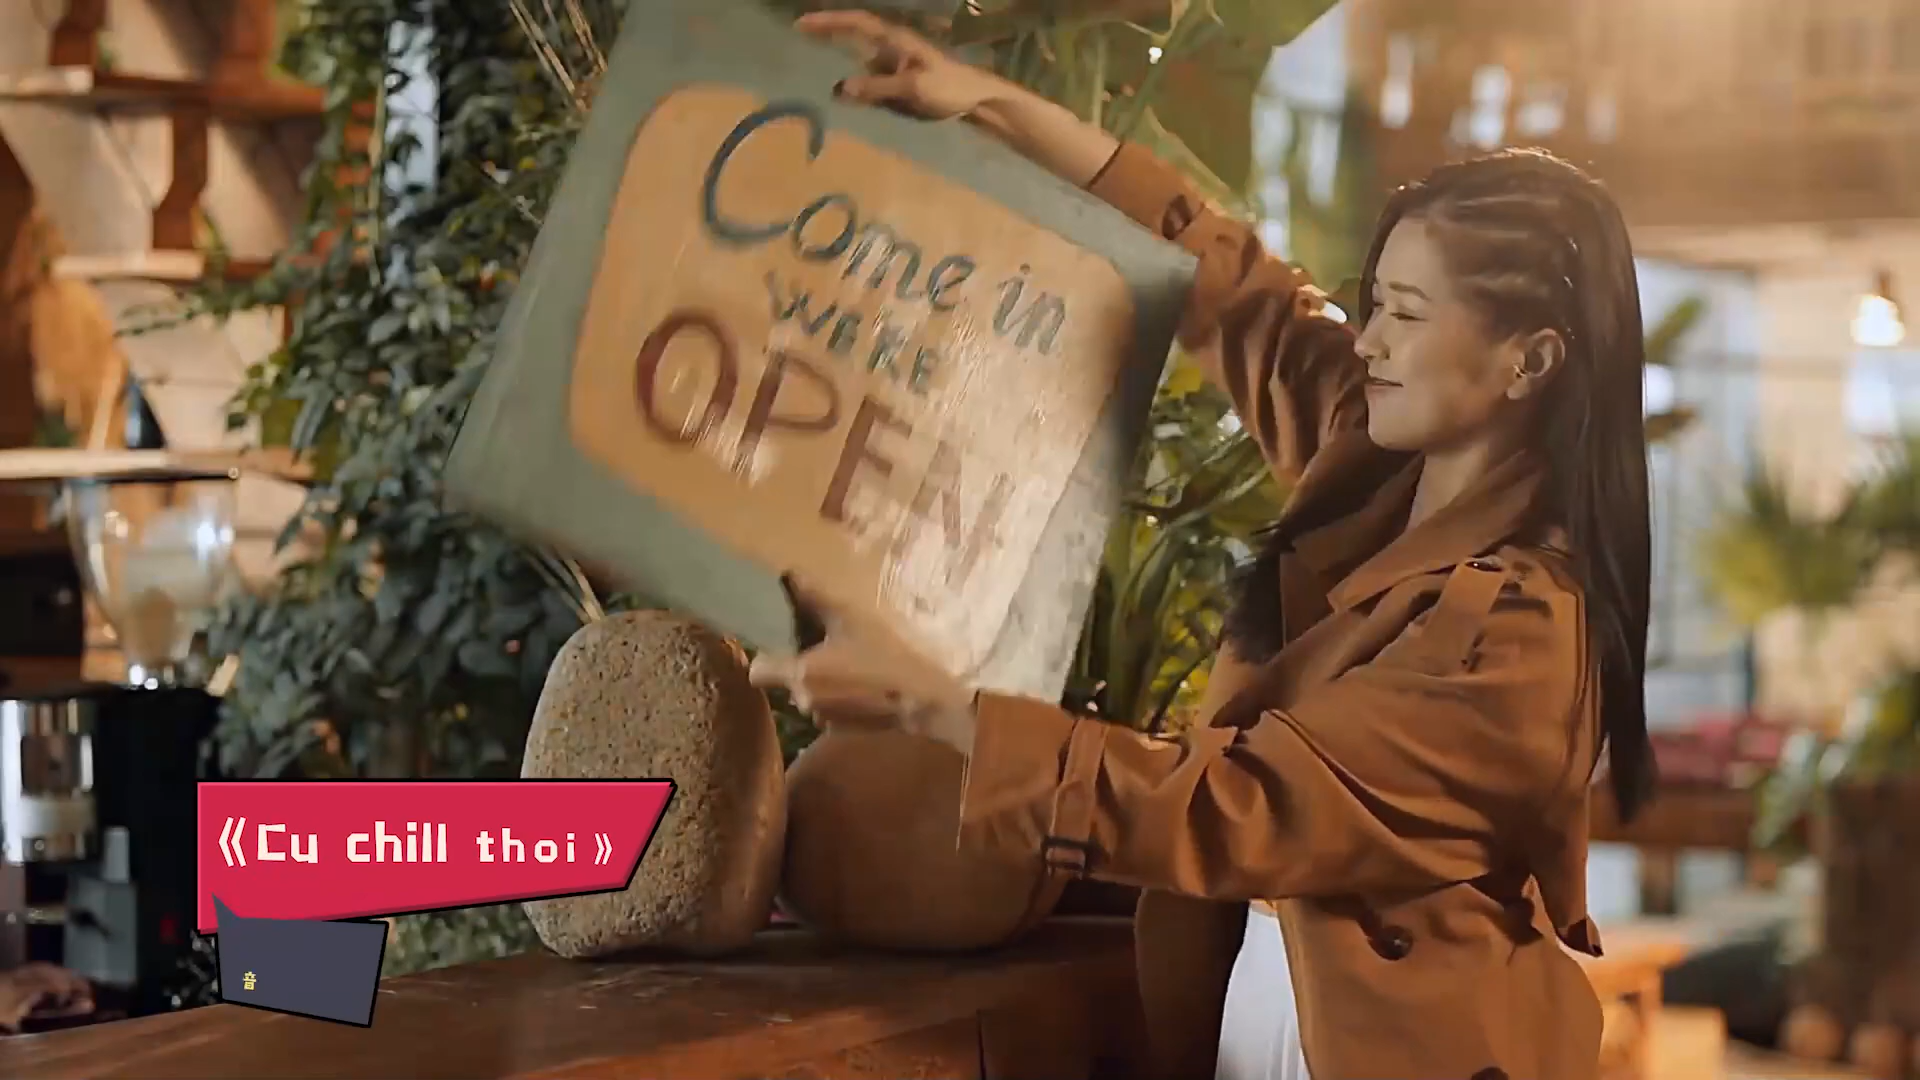 Come in
WE'RE
OPEN
《Cu chill thoi》
音